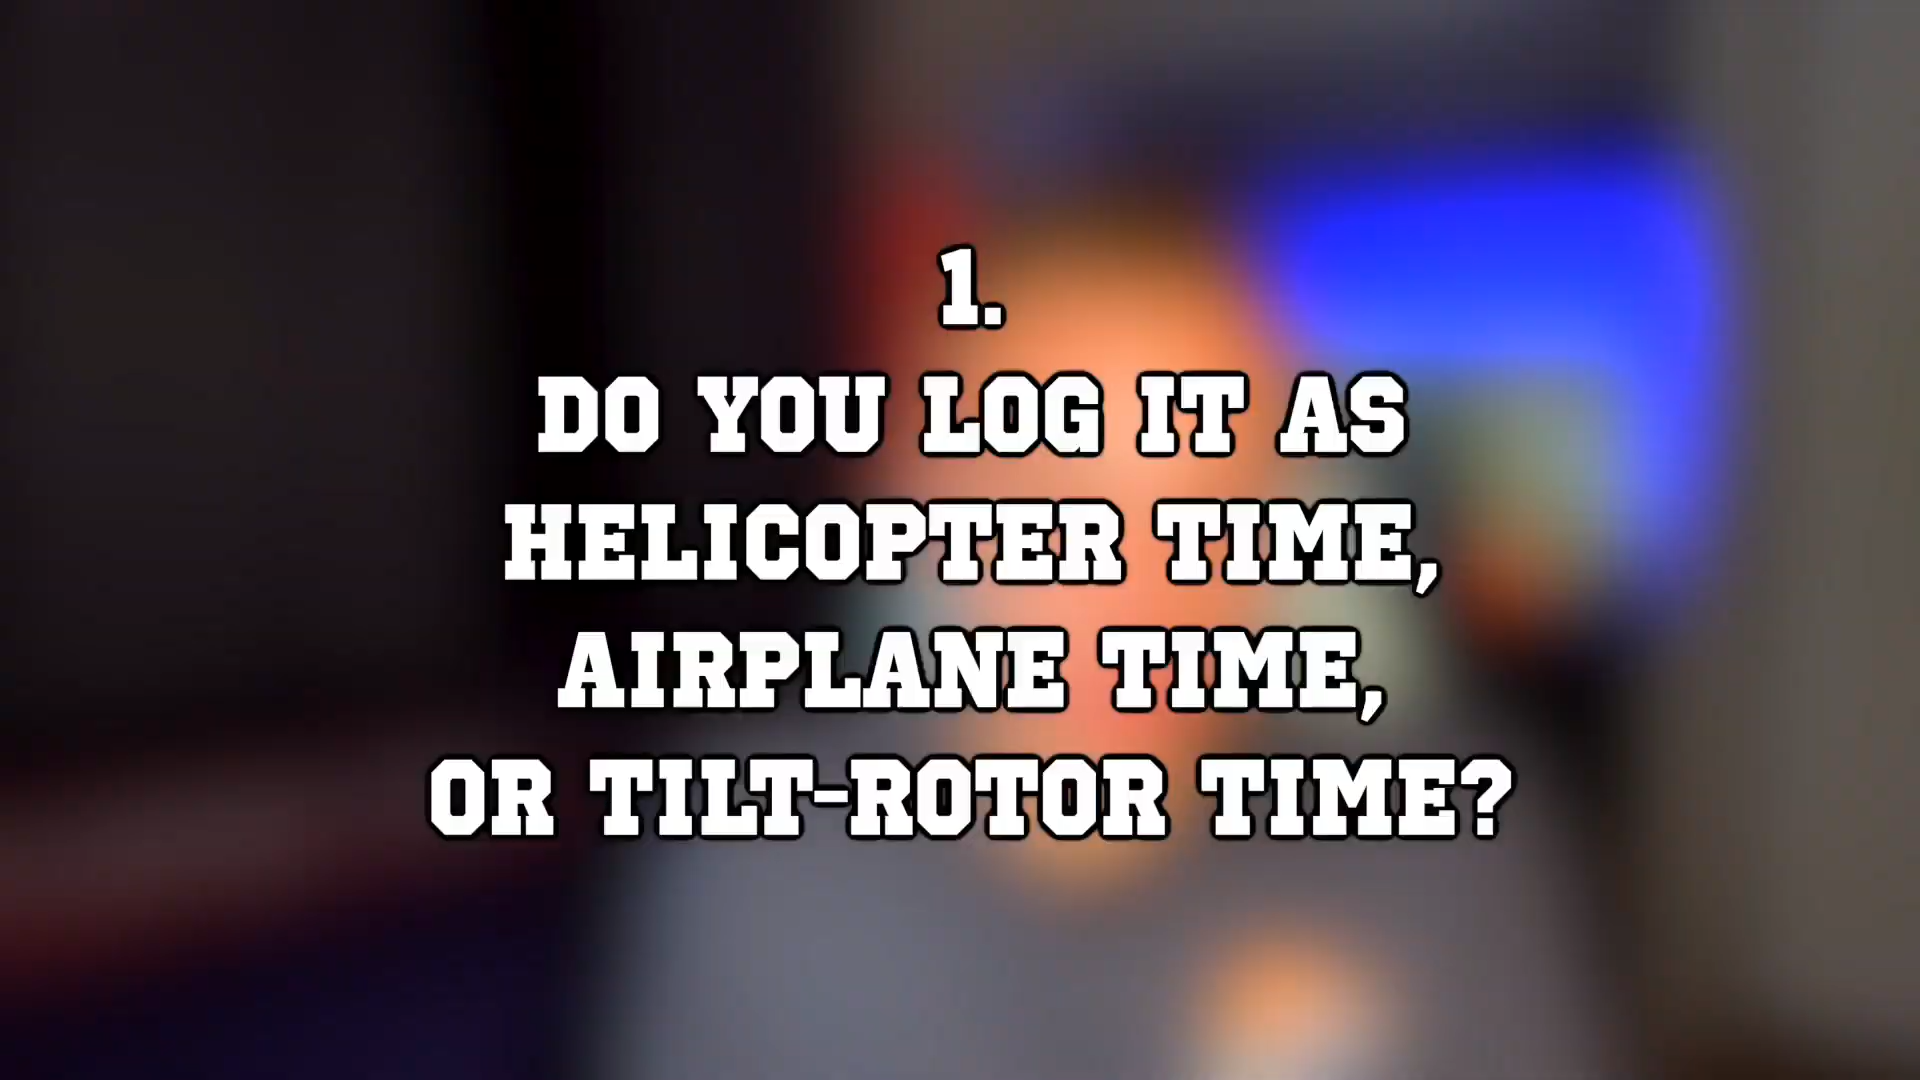 1.
DO YOU LOG IT AS
HELICOPTER TIME,
AIRPLANE TIME,
OR TILT-ROTOR TIME?